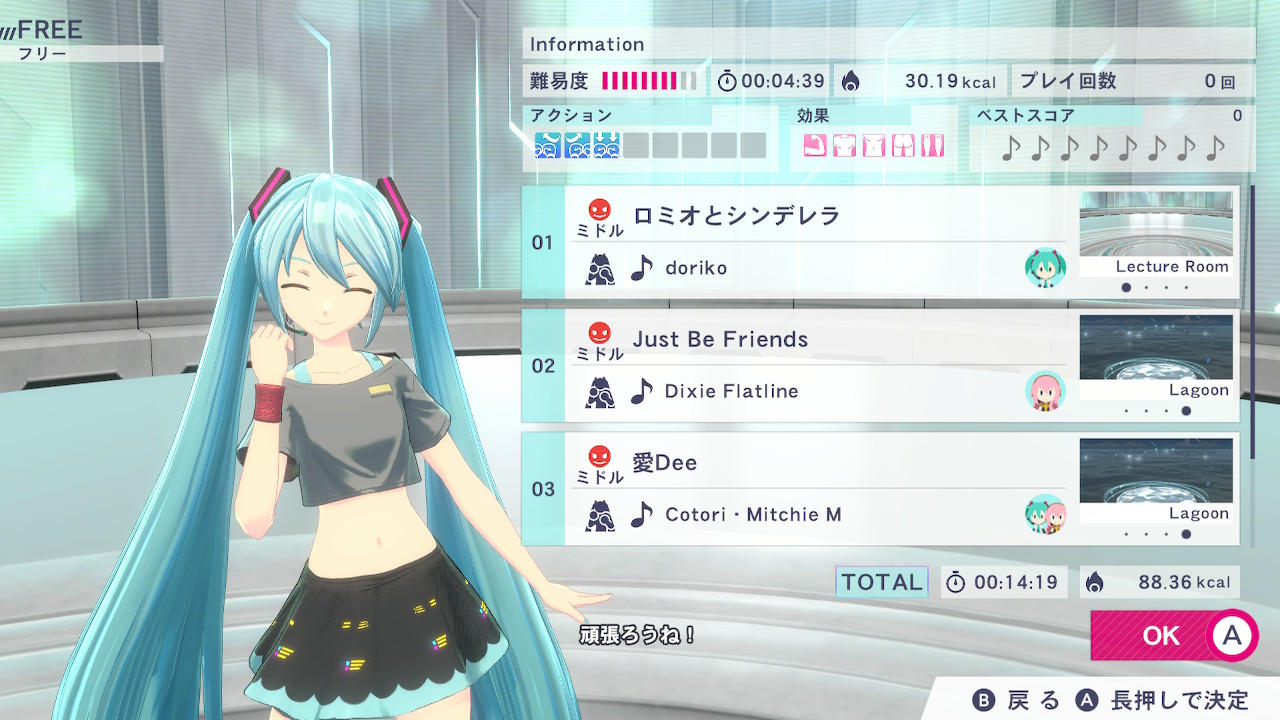 FREE
フリー
Information
難易度 00:04:39 30.19kcal プレイ回数 0回
アクション 効果 ベストスコア 0
01 ミドル ロミオとシンデレラ
doriko
Lecture Room
02 ミドル Just Be Friends
Dixie Flatline
Lagoon
03 ミドル 愛Dee
Cotori・Mitchie M
Lagoon
TOTAL 00:14:19 88.36kcal
頑張ろうね!
OK A
B 戻る A 長押しで決定